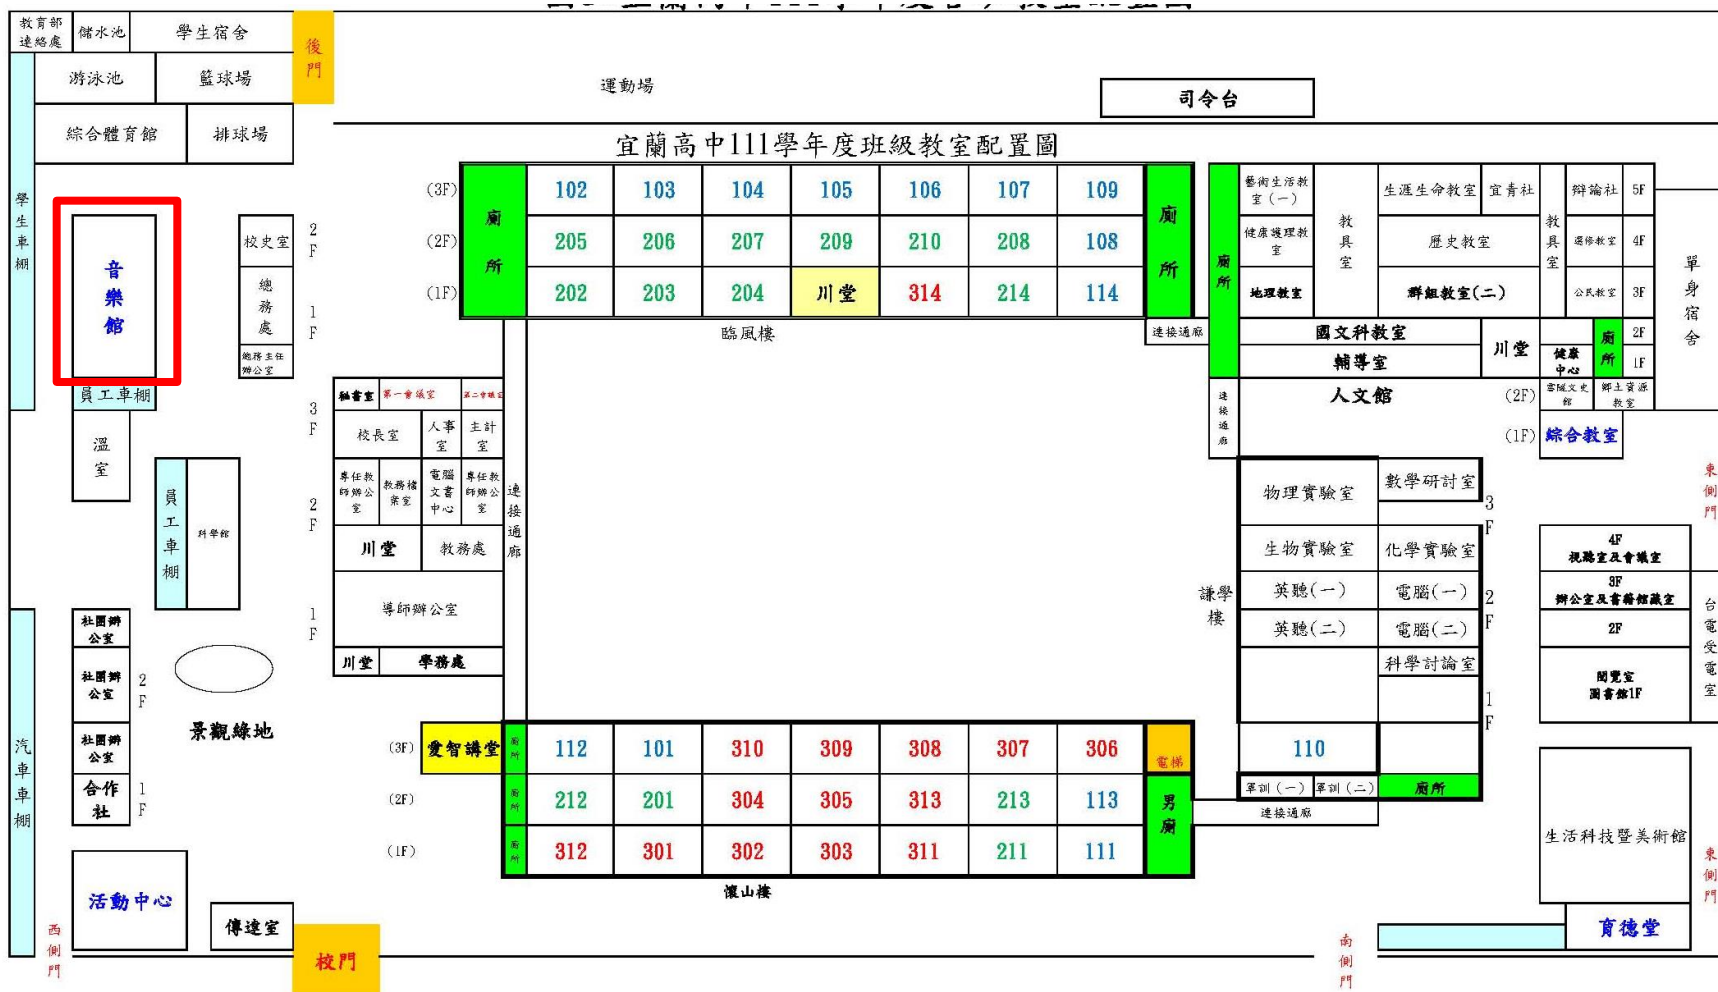 教育部連絡處 儲水池 學生宿舍 後門
游泳池 籃球場
運動場
司令台
綜合體育館 排球場
宜蘭高中111學年度班級教室配置圖
學生車棚
音樂館
員工車棚
溫室
員工車棚
科學館
校史室 2F
總務處 1F
總務主任辦公室
(3F) 廁所 102 103 104 105 106 107 109 廁所
(2F) 205 206 207 209 210 208 108
(1F) 202 203 204 川堂 314 214 114
臨風樓
連接通廊
廁所
藝術生活教室(一) 教具室 生涯生命教室 宜青社 教具室 辯論社 5F
健康護理教室 歷史教室 選修教室 4F
地理教室 群組教室(二) 公民教室 3F
國文科教室 川堂 廁所 2F
輔導室 健康中心 1F
單身宿舍
人文館
(2F) 鄉土資源教室
(1F) 綜合教室
連接通廊
東側門
3F 秘書室 第一會議室 第二會議室
校長室 人事室 主計室
2F 專任教師辦公室 教務檔案室 電腦文書中心 專任教師辦公室
川堂 教務處
1F 導師辦公室
川堂 學務處
連接通廊
謙學樓
物理實驗室 數學研討室 3F
生物實驗室 化學實驗室
英聽(一) 電腦(一) 2F
英聽(二) 電腦(二)
科學討論室
1F
110
軍訓(一) 軍訓(二) 廁所
連接通廊
4F
視聽室及會議室
3F
辦公室及書籍館藏室
2F
閱覽室
圖書館1F
台電受電室
社團辦公室
社團辦公室 2F
社團辦公室
合作社 1F
景觀綠地
汽車車棚
(3F) 愛智講堂 廁所 112 101 310 309 308 307 306 電梯
(2F) 廁所 212 201 304 305 313 213 113 男廁
(1F) 廁所 312 301 302 303 311 211 111
懷山樓
生活科技暨美術館
東側門
活動中心
傳達室
育德堂
西側門
校門
南側門